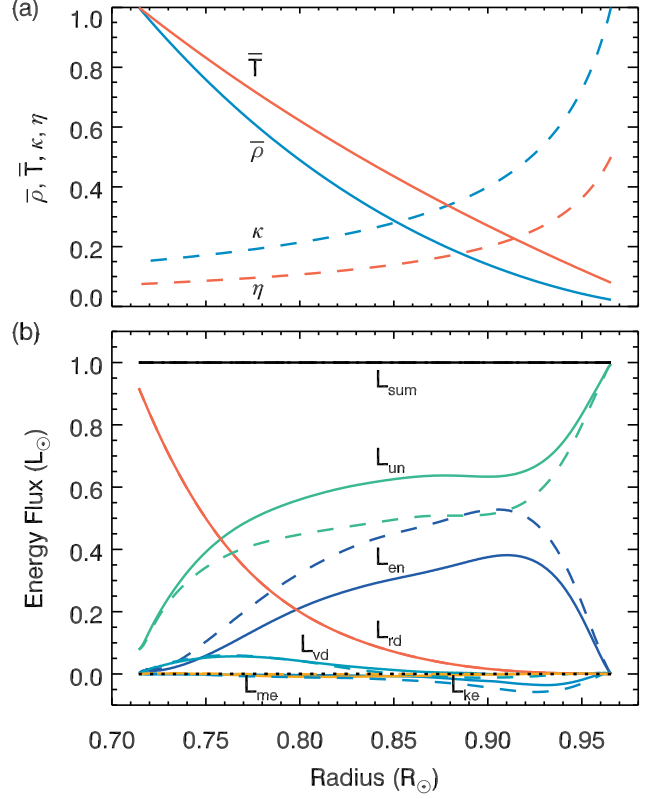 (a)
1.0
0.8
0.6
0.4
0.2
0.0
ρ̅, T̅, κ, η
T̅
ρ̅
κ
η
(b)
1.0
0.8
0.6
0.4
0.2
0.0
Energy Flux (L☉)
L_sum
L_un
L_en
L_rd
L_vd
L_me
L_ke
0.70 0.75 0.80 0.85 0.90 0.95
Radius (R☉)